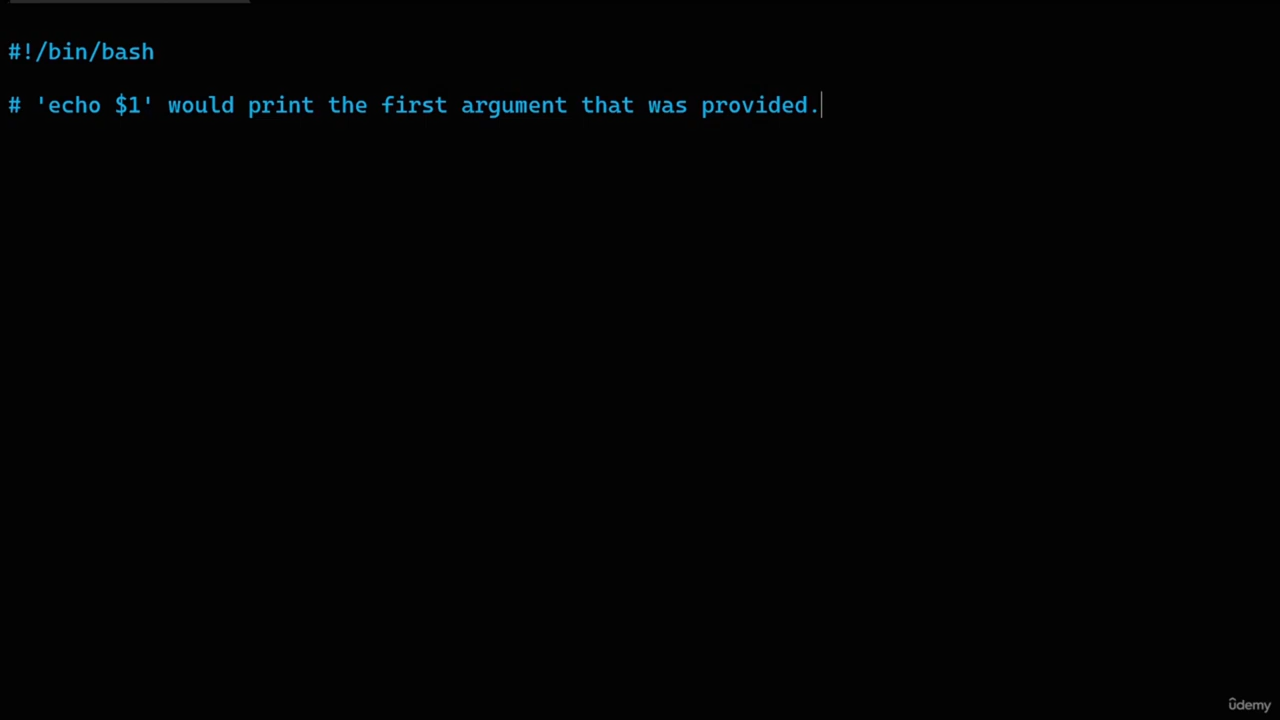 #!/bin/bash
# 'echo $1' would print the first argument that was provided.
ûdemy